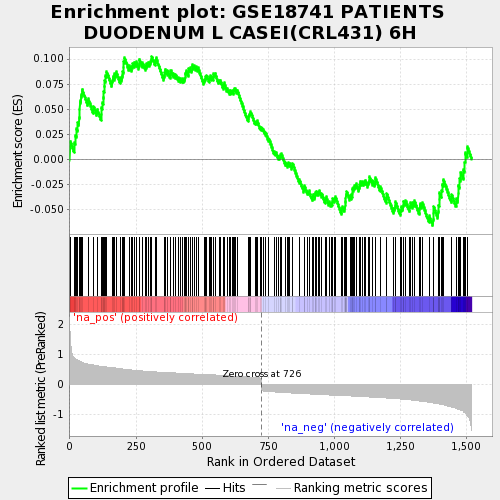 Enrichment plot: GSE18741 PATIENTS
DUODENUM L CASEI(CRL431) 6H
Enrichment score (ES)
0.100
0.075
0.050
0.025
0.000
-0.025
-0.050
Ranked list metric (PreRanked)
'na_pos' (positively correlated)
2
1
0
-1
Zero cross at 726
'na_neg' (negatively correlated)
0
250
500
750
1,000
1,250
1,500
Rank in Ordered Dataset
Enrichment profile
Hits
Ranking metric scores